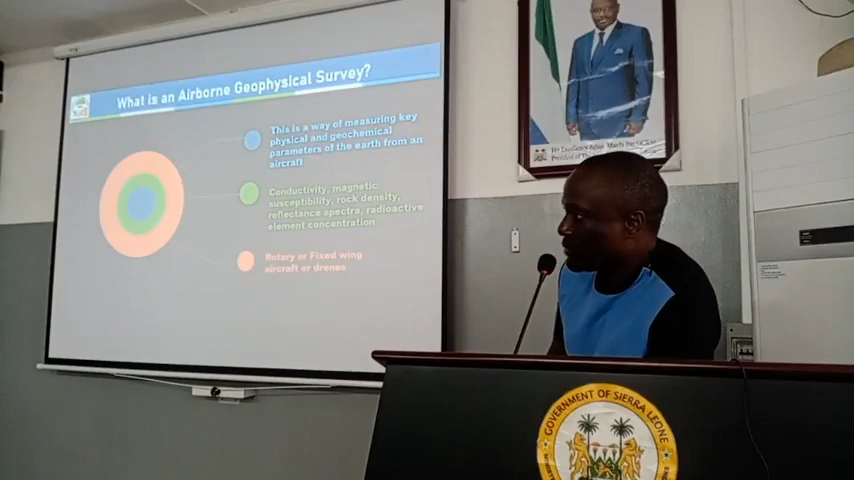 What is an Airborne Geophysical Survey?
This is a way of measuring key
physical and geochemical
parameters of the earth from an
aircraft
Conductivity, magnetic
susceptibility, rock density,
reflectance spectra, radioactive
element concentration
Rotary or Fixed wing
aircraft or drones
President of
GOVERNMENT OF SIERRA LEONE